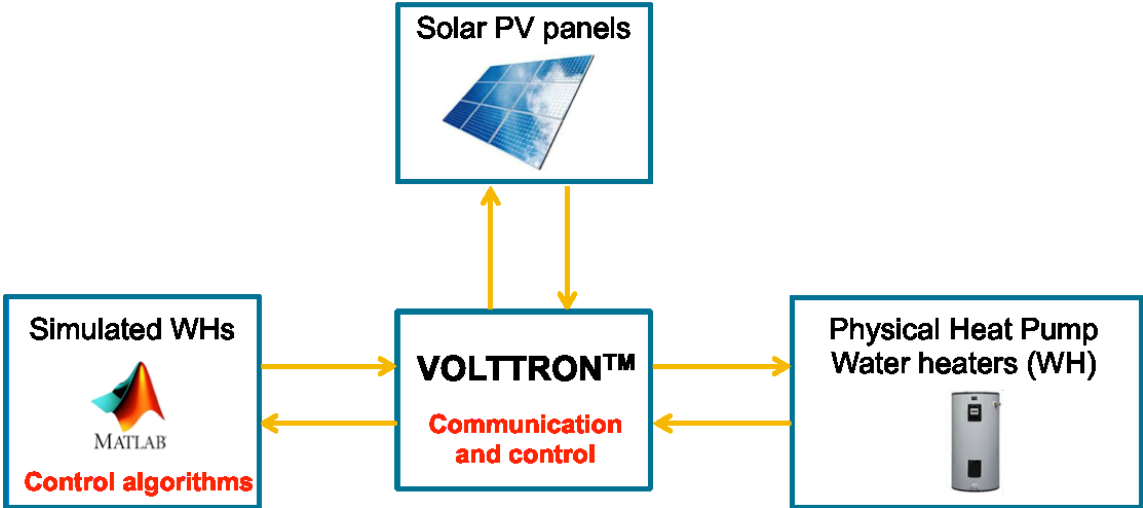 Solar PV panels
Simulated WHs
MATLAB
Control algorithms
VOLTTRON™
Communication
and control
Physical Heat Pump
Water heaters (WH)